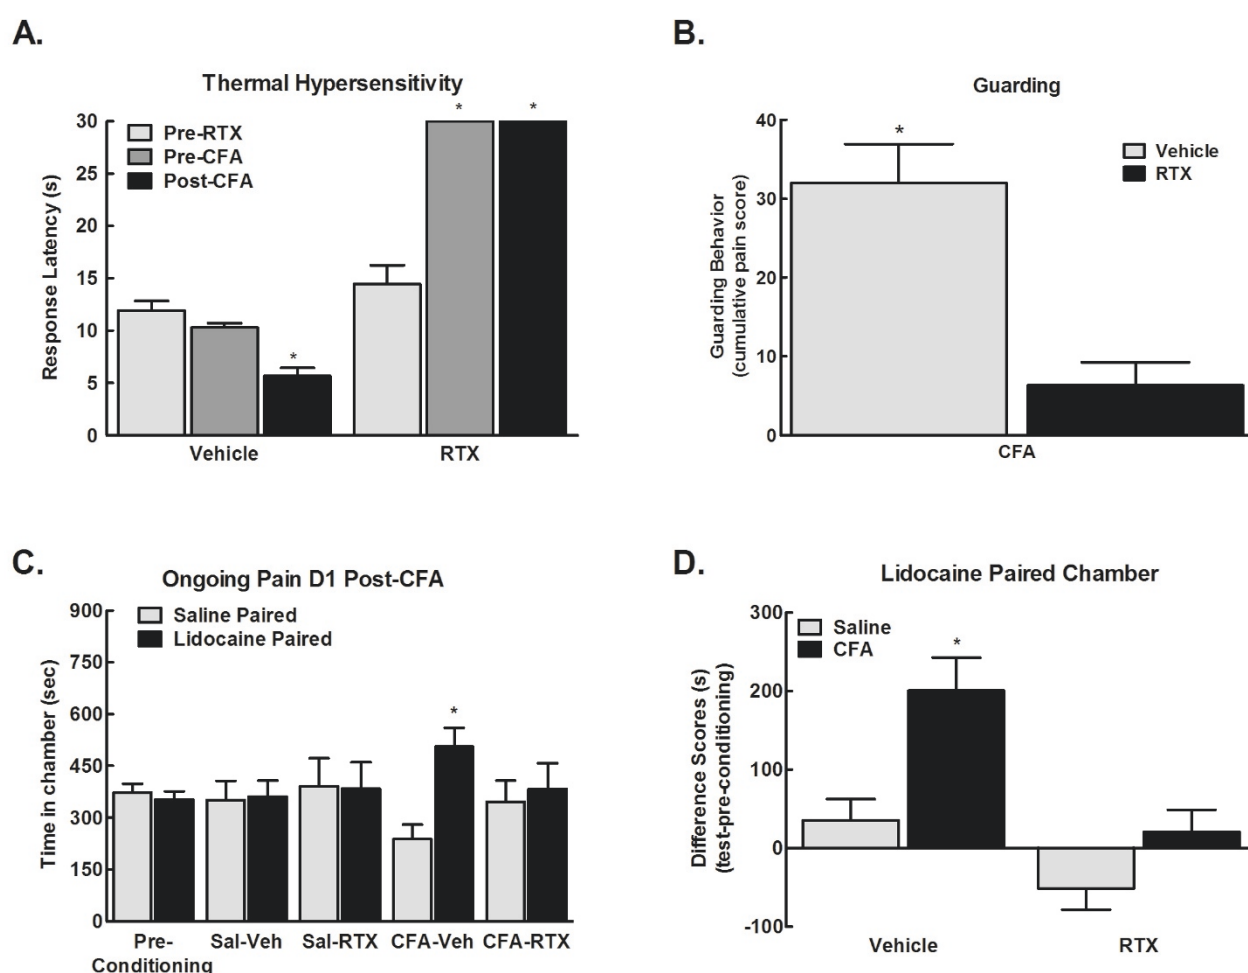 A.
Thermal Hypersensitivity
Response Latency (s)
30
25
20
15
10
5
0
Pre-RTX
Pre-CFA
Post-CFA
*
*
*
Vehicle
RTX
B.
Guarding
Guarding Behavior
(cumulative pain score)
40
30
20
10
0
*
Vehicle
RTX
CFA
C.
Ongoing Pain D1 Post-CFA
Time in chamber (sec)
900
750
600
450
300
150
0
Saline Paired
Lidocaine Paired
*
Pre-
Conditioning
Sal-Veh
Sal-RTX
CFA-Veh
CFA-RTX
D.
Lidocaine Paired Chamber
Difference Scores (s)
(test-pre-conditioning)
300
200
100
0
-100
Saline
CFA
*
Vehicle
RTX